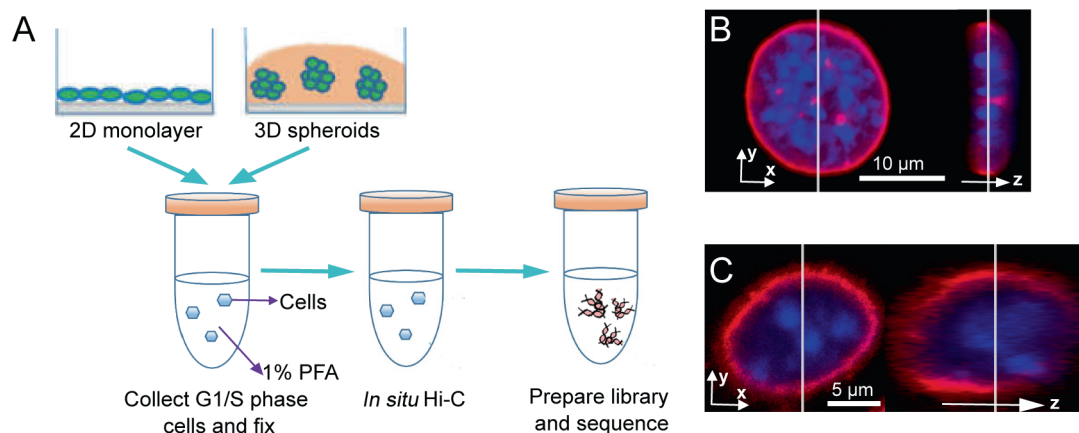 A
2D monolayer
3D spheroids
Cells
1% PFA
Collect G1/S phase
cells and fix
In situ Hi-C
Prepare library
and sequence
B
y
x
10 μm
z
C
y
x
5 μm
z